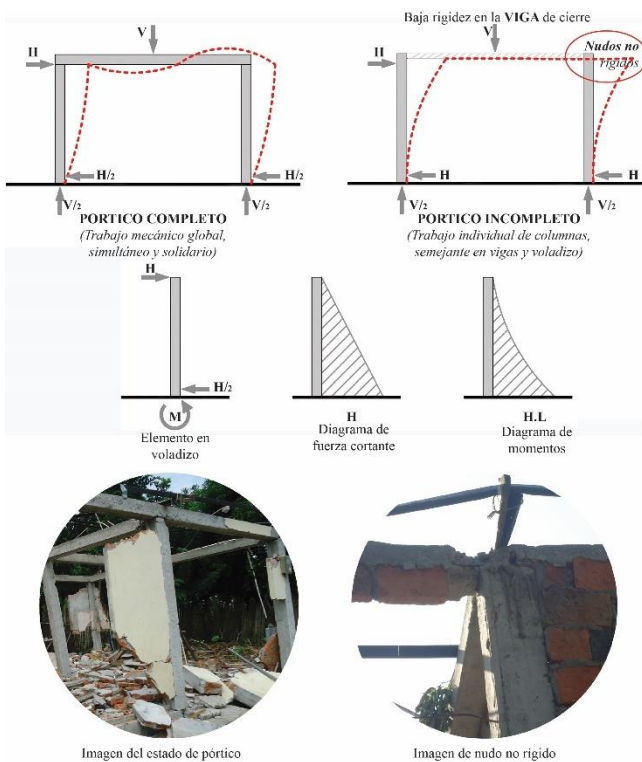 V
H
H/2
H/2
V/2
V/2
PORTICO COMPLETO
(Trabajo mecánico global,
simultáneo y solidario)
Baja rigidez en la VIGA de cierre
V
H
Nudos no
rígidos
H
H
V/2
V/2
PORTICO INCOMPLETO
(Trabajo individual de columnas,
semejante en vigas y voladizo)
H
H/2
M
Elemento en
voladizo
H
Diagrama de
fuerza cortante
H.L
Diagrama de
momentos
Imagen del estado de pórtico
Imagen de nudo no rígido